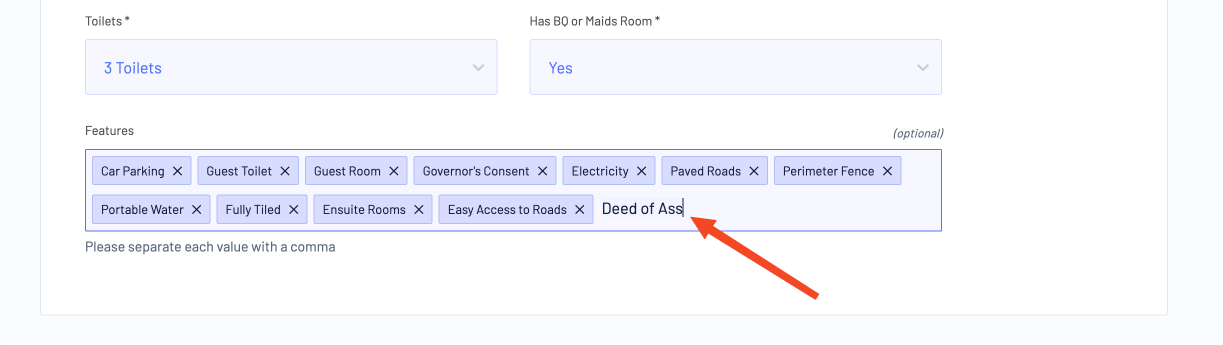 Toilets * Has BQ or Maids Room *
3 Toilets Yes
Features (optional)
Car Parking × Guest Toilet × Guest Room × Governor's Consent × Electricity × Paved Roads × Perimeter Fence ×
Portable Water × Fully Tiled × Ensuite Rooms × Easy Access to Roads × Deed of Ass
Please separate each value with a comma